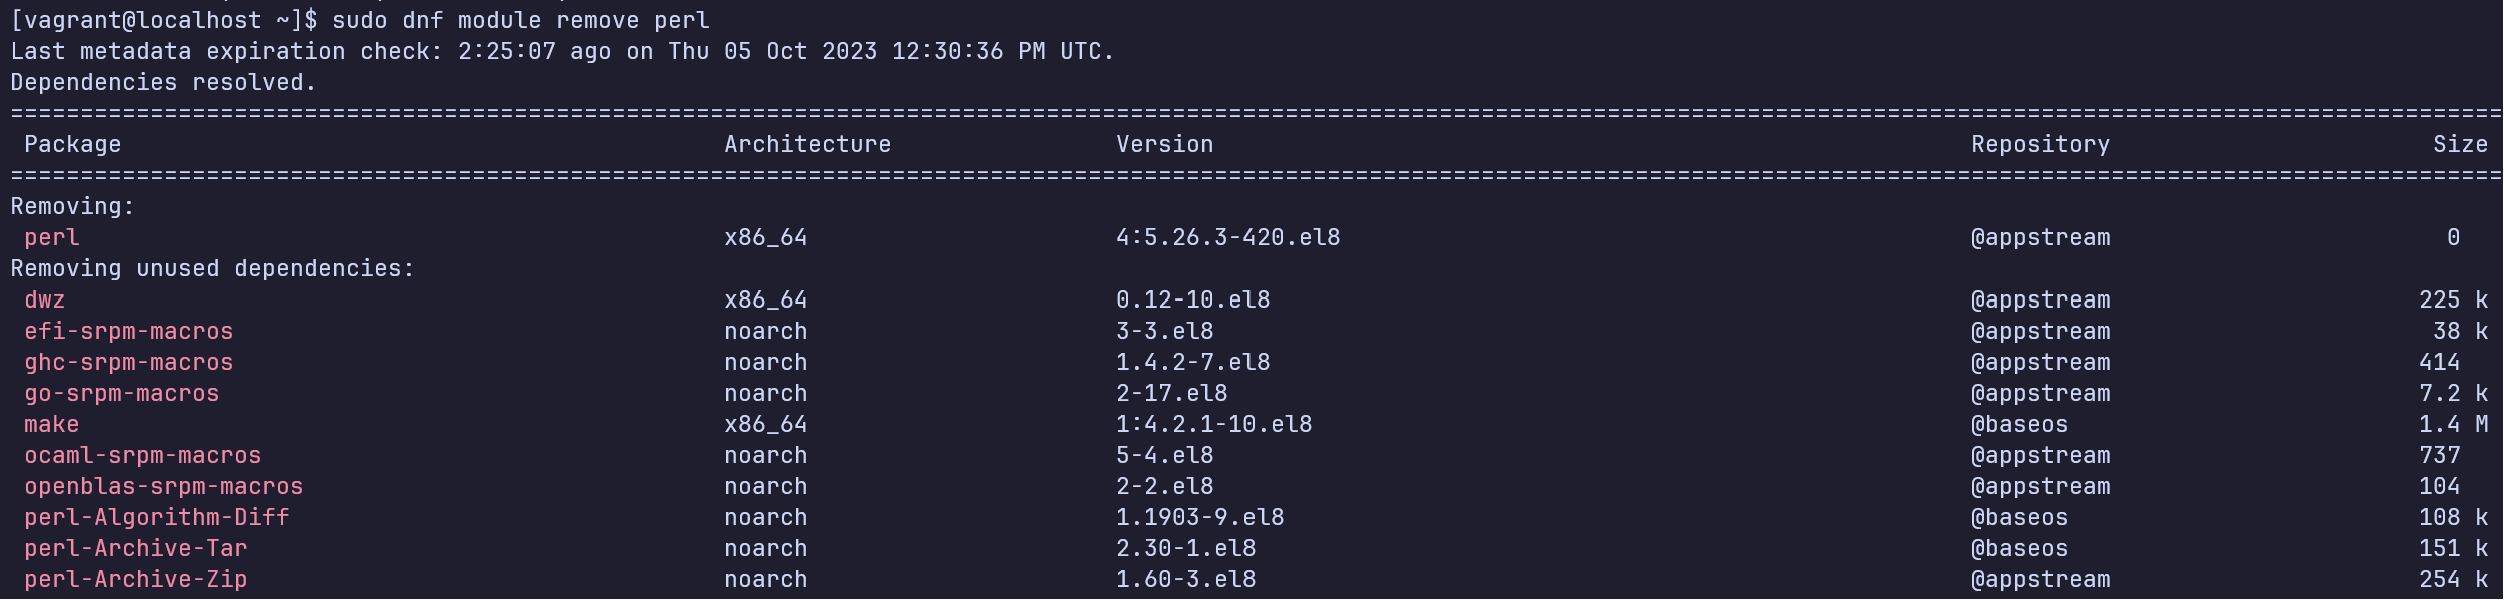 [vagrant@localhost ~]$ sudo dnf module remove perl
Last metadata expiration check: 2:25:07 ago on Thu 05 Oct 2023 12:30:36 PM UTC.
Dependencies resolved.
================================================================================
Package Architecture Version Repository Size
================================================================================
Removing:
perl x86_64 4:5.26.3-420.el8 @appstream 0
Removing unused dependencies:
dwz x86_64 0.12-10.el8 @appstream 225 k
efi-srpm-macros noarch 3-3.el8 @appstream 38 k
ghc-srpm-macros noarch 1.4.2-7.el8 @appstream 414
go-srpm-macros noarch 2-17.el8 @appstream 7.2 k
make x86_64 1:4.2.1-10.el8 @baseos 1.4 M
ocaml-srpm-macros noarch 5-4.el8 @appstream 737
openblas-srpm-macros noarch 2-2.el8 @appstream 104
perl-Algorithm-Diff noarch 1.1903-9.el8 @baseos 108 k
perl-Archive-Tar noarch 2.30-1.el8 @baseos 151 k
perl-Archive-Zip noarch 1.60-3.el8 @appstream 254 k